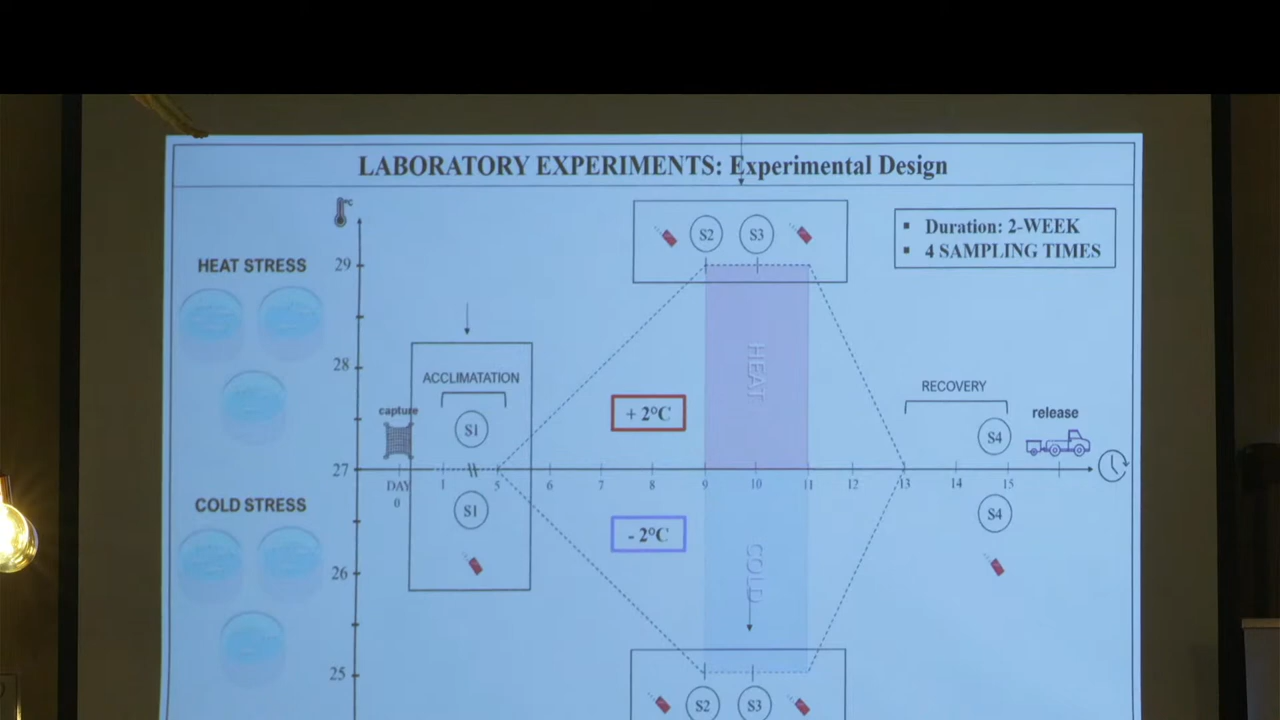 LABORATORY EXPERIMENTS: Experimental Design
°C
S2 S3
Duration: 2-WEEK
4 SAMPLING TIMES
HEAT STRESS
29
28
HEAT
ACCLIMATATION
RECOVERY
capture
+ 2°C
release
S1
S4
27
DAY 0
1 5 6 7 8 9 10 11 12 13 14 15
COLD STRESS
S1
S4
- 2°C
COLD
26
25
S2 S3